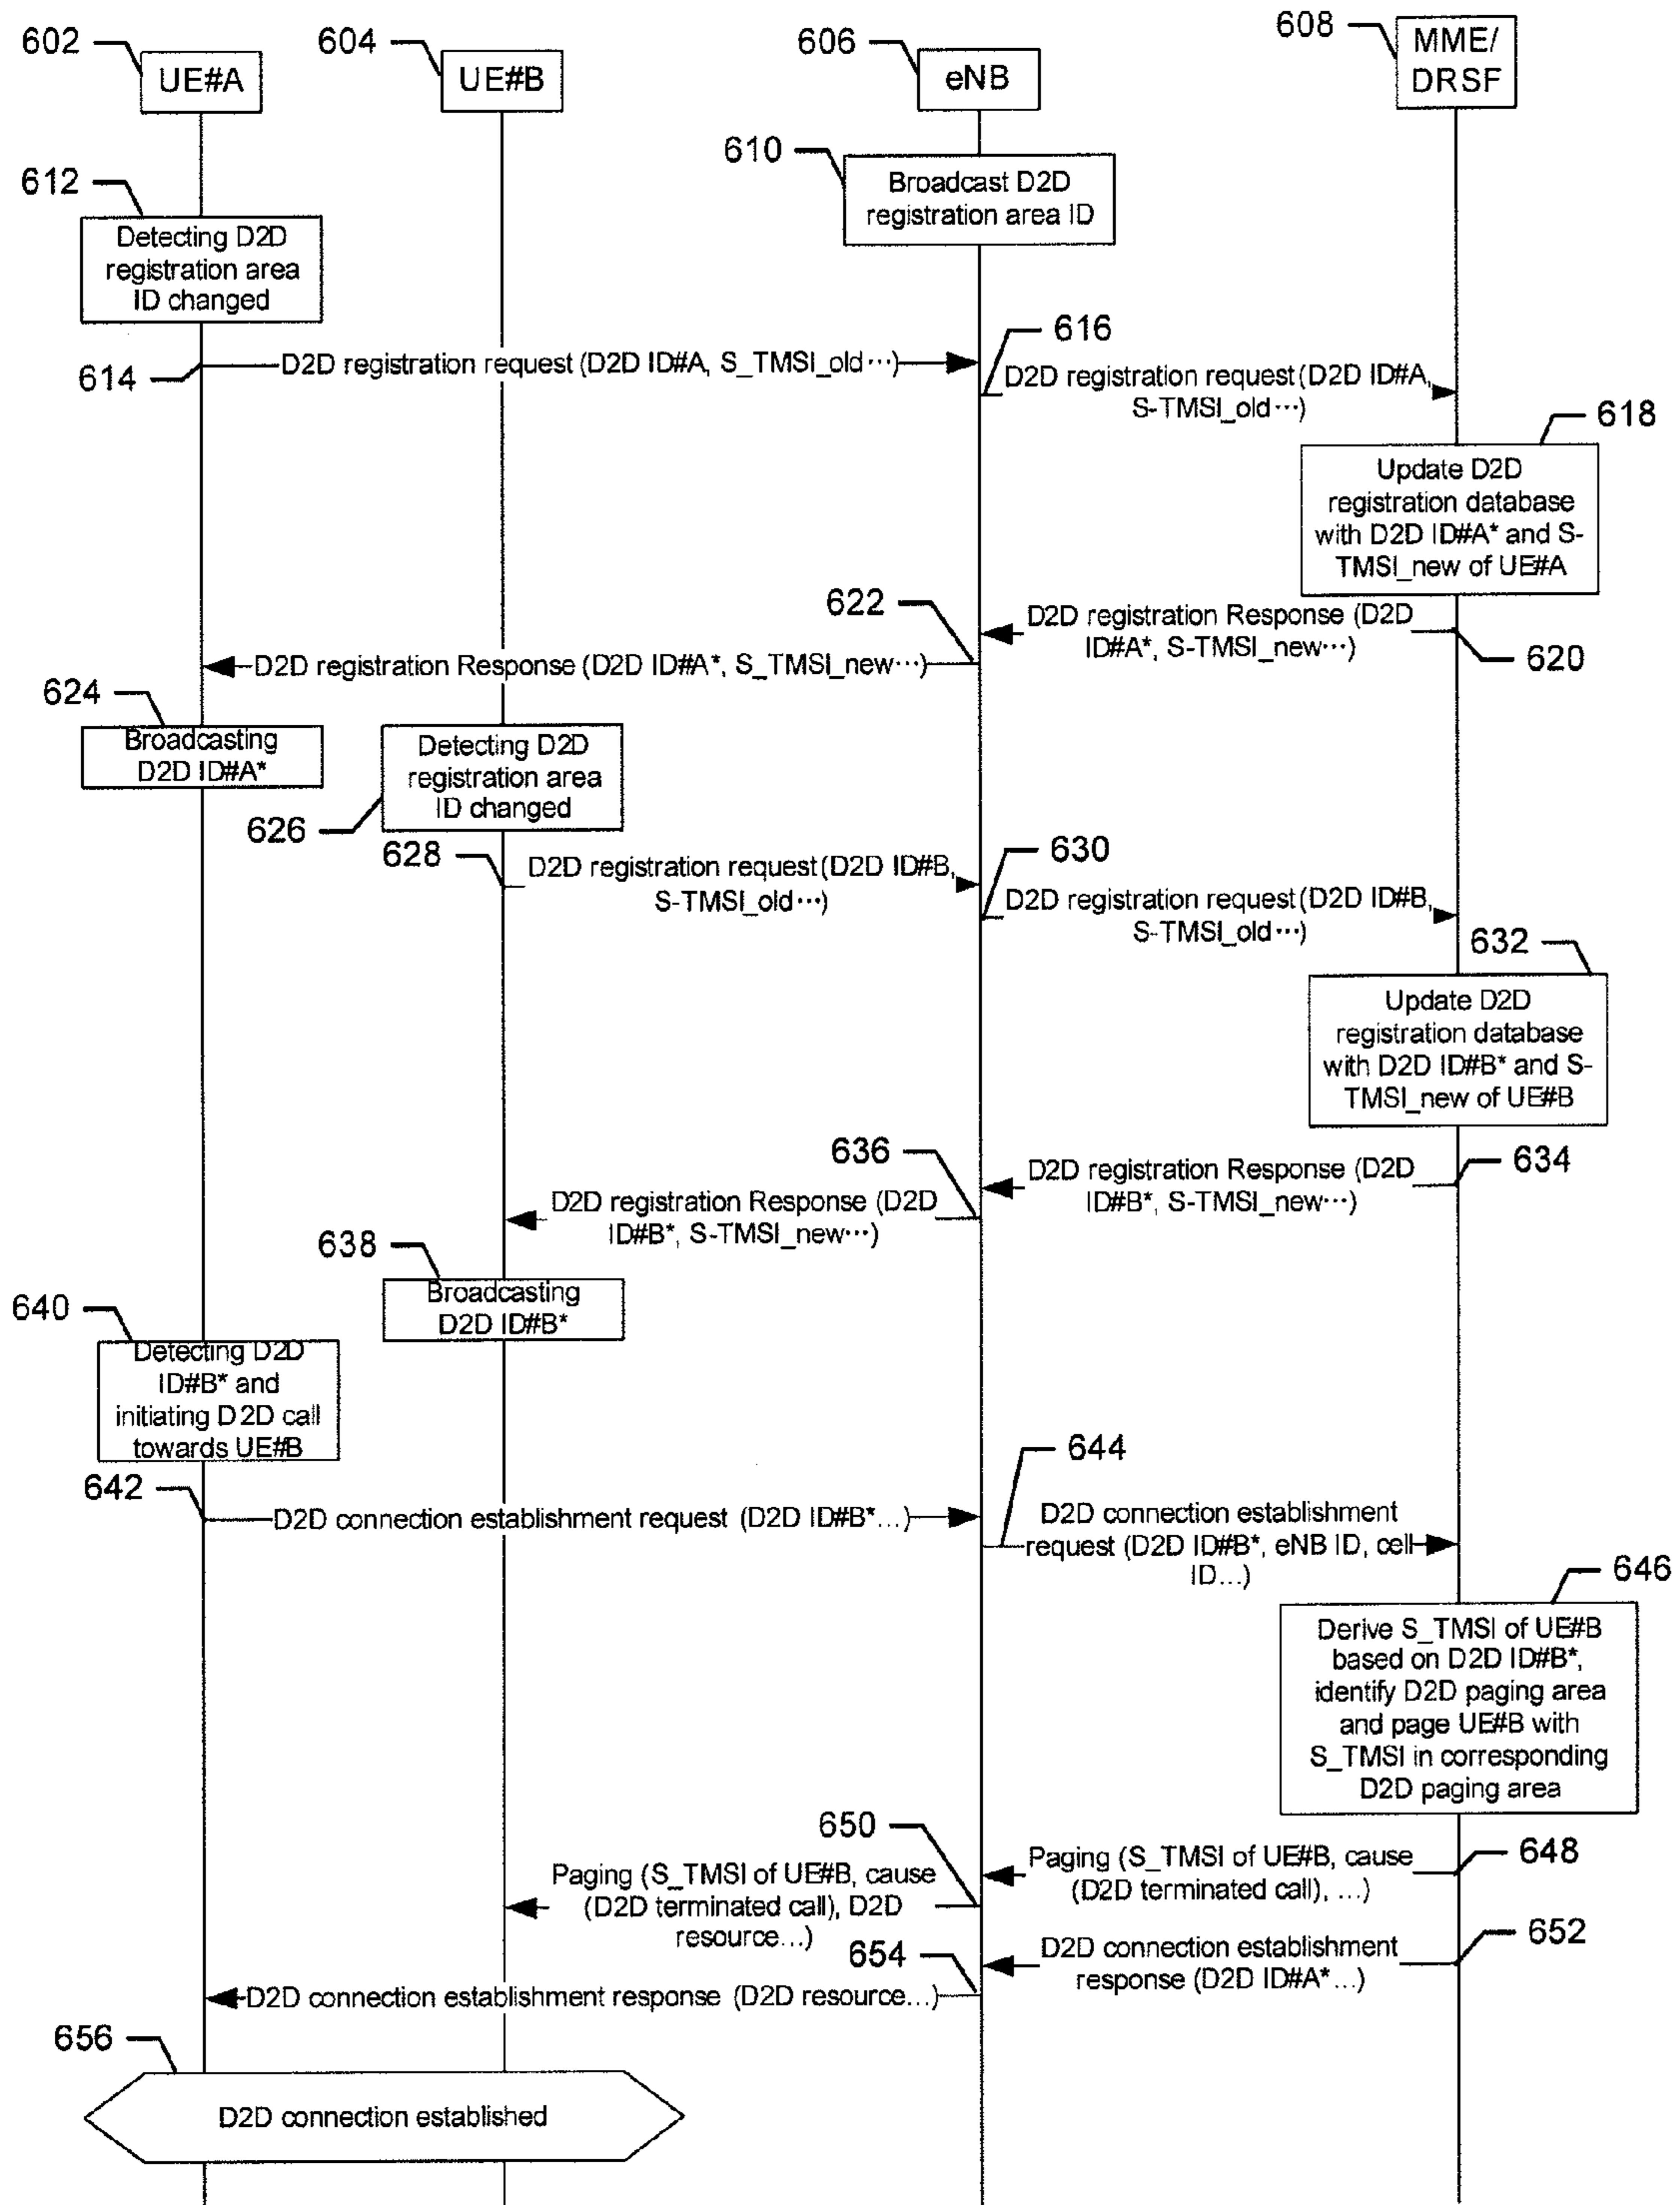 602
UE#A
604
UE#B
606
eNB
608
MME/
DRSF
610
Broadcast D2D
registration area ID
612
Detecting D2D
registration area
ID changed
614
D2D registration request (D2D ID#A, S_TMSI_old···)
616
D2D registration request (D2D ID#A,
S-TMSI_old···)
618
Update D2D
registration database
with D2D ID#A* and S-
TMSI_new of UE#A
620
D2D registration Response (D2D
ID#A*, S-TMSI_new···)
622
D2D registration Response (D2D ID#A*, S_TMSI_new···)
624
Broadcasting
D2D ID#A*
626
Detecting D2D
registration area
ID changed
628
D2D registration request (D2D ID#B,
S-TMSI_old···)
630
D2D registration request (D2D ID#B,
S-TMSI_old···)
632
Update D2D
registration database
with D2D ID#B* and S-
TMSI_new of UE#B
634
D2D registration Response (D2D
ID#B*, S-TMSI_new···)
636
D2D registration Response (D2D
ID#B*, S-TMSI_new···)
638
Broadcasting
D2D ID#B*
640
Detecting D2D
ID#B* and
initiating D2D call
towards UE#B
642
D2D connection establishment request (D2D ID#B*...)
644
D2D connection establishment
request (D2D ID#B*, eNB ID, cell
ID...)
646
Derive S_TMSI of UE#B
based on D2D ID#B*,
identify D2D paging area
and page UE#B with
S_TMSI in corresponding
D2D paging area
648
Paging (S_TMSI of UE#B, cause
(D2D terminated call), ...)
650
Paging (S_TMSI of UE#B, cause
(D2D terminated call), D2D
resource...)
652
D2D connection establishment
response (D2D ID#A*...)
654
D2D connection establishment response (D2D resource...)
656
D2D connection established